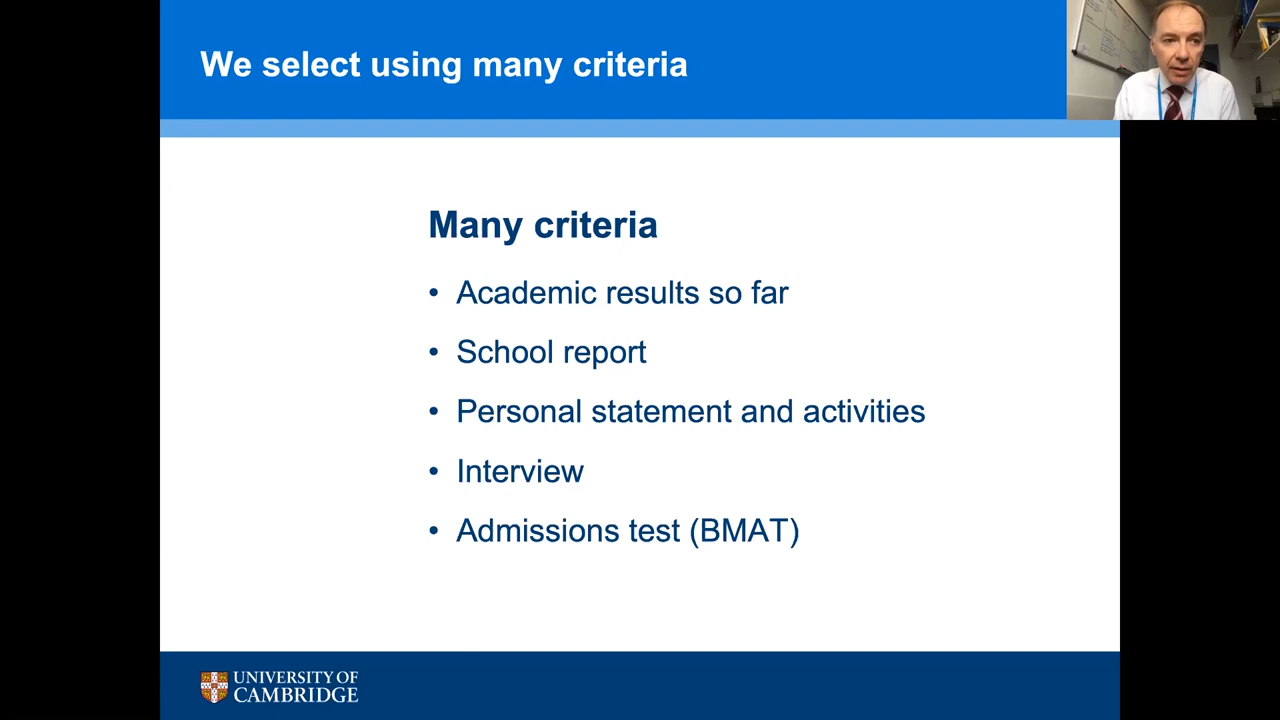 We select using many criteria
Many criteria
• Academic results so far
• School report
• Personal statement and activities
• Interview
• Admissions test (BMAT)
UNIVERSITY OF
CAMBRIDGE